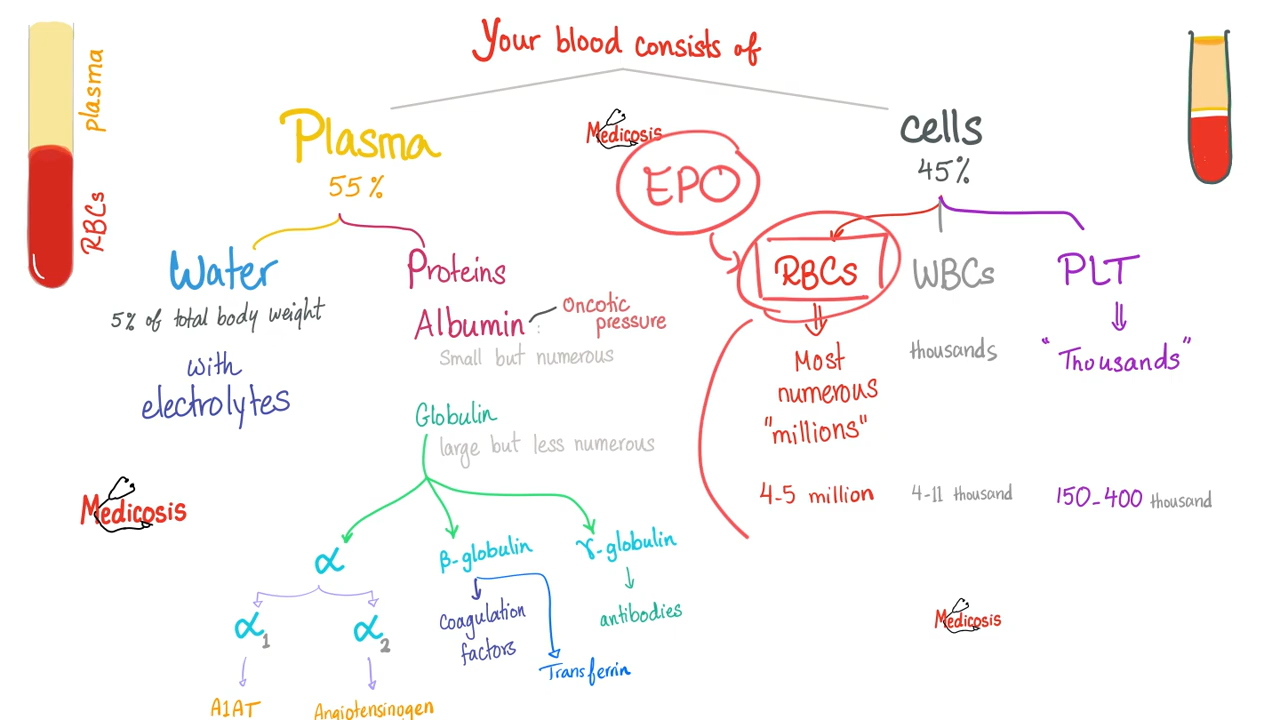 Your blood consists of
plasma
RBCs
Plasma
55%
Medicosis
EPO
cells
45%
Water
5% of total body weight
with
electrolytes
Proteins
Albumin
Oncotic
pressure
Small but numerous
Globulin
large but less numerous
RBCs
Most
numerous
"millions"
4-5 million
WBCs
thousands
4-11 thousand
PLT
"Thousands"
150-400 thousand
Medicosis
α
α1
A1AT
α2
Angiotensinogen
β-globulin
Coagulation
factors
Transferrin
γ-globulin
antibodies
Medicosis